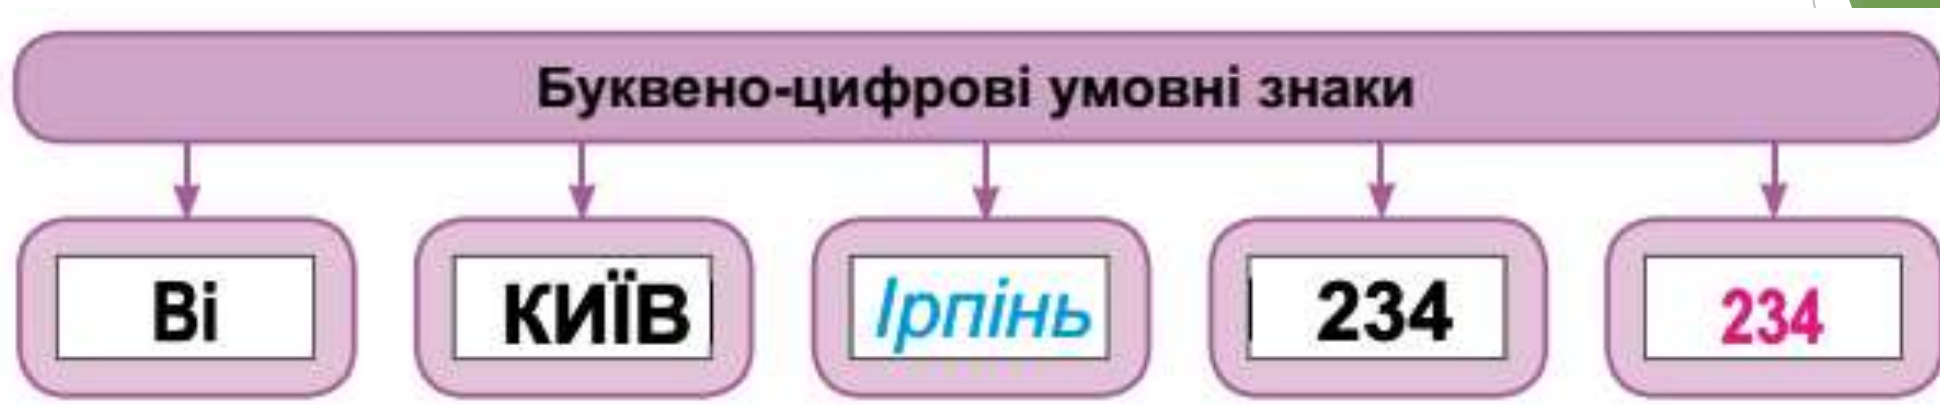 Буквено-цифрові умовні знаки
Ві
КИЇВ
Ірпінь
234
234